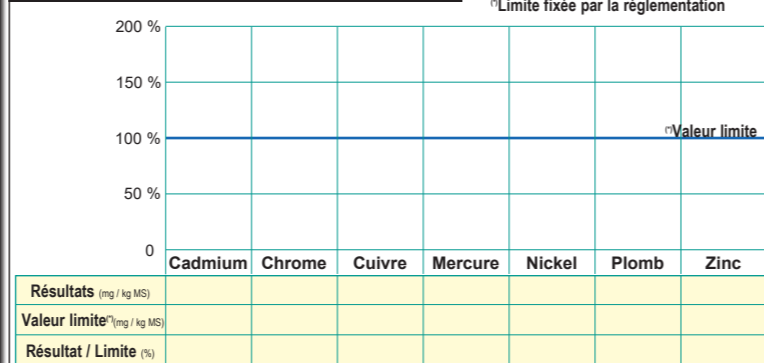 (*)Limite fixée par la réglementation
200 %
150 %
100 %
(*)Valeur limite
50 %
0
Cadmium Chrome Cuivre Mercure Nickel Plomb Zinc
Résultats (mg / kg MS)
Valeur limite(*)(mg / kg MS)
Résultat / Limite (%)